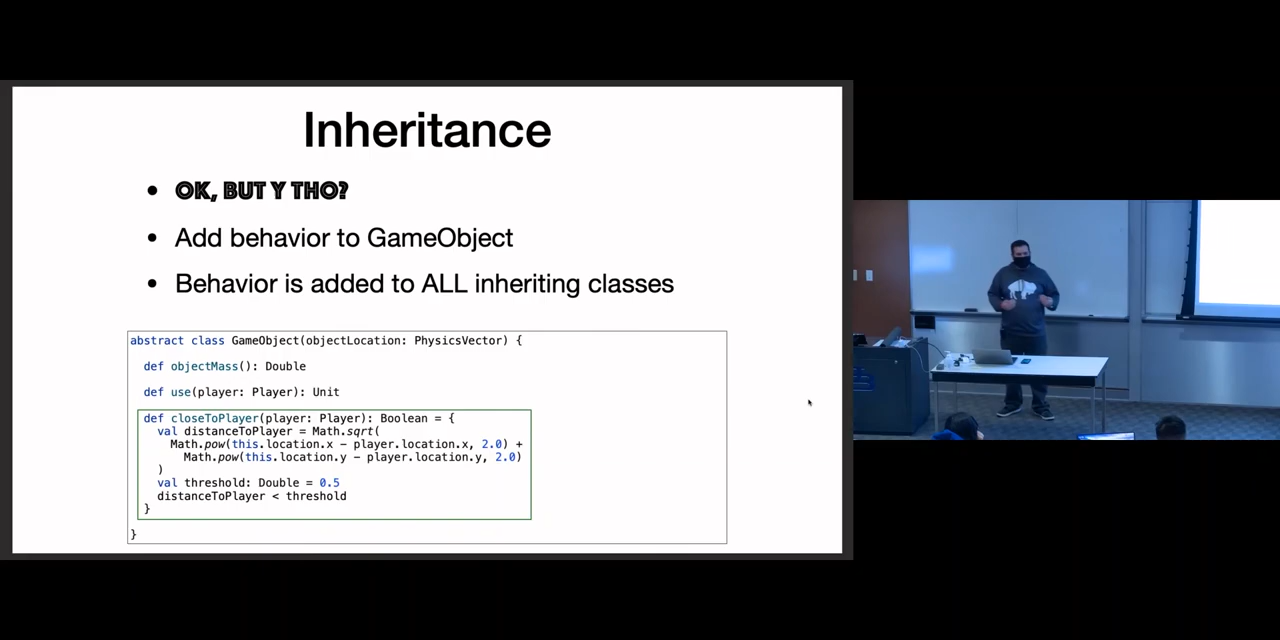 Inheritance
• OK, BUT Y THO?
• Add behavior to GameObject
• Behavior is added to ALL inheriting classes
abstract class GameObject(objectLocation: PhysicsVector) {
def objectMass(): Double
def use(player: Player): Unit
def closeToPlayer(player: Player): Boolean = {
val distanceToPlayer = Math.sqrt(
Math.pow(this.location.x - player.location.x, 2.0) +
Math.pow(this.location.y - player.location.y, 2.0)
)
val threshold: Double = 0.5
distanceToPlayer < threshold
}
}